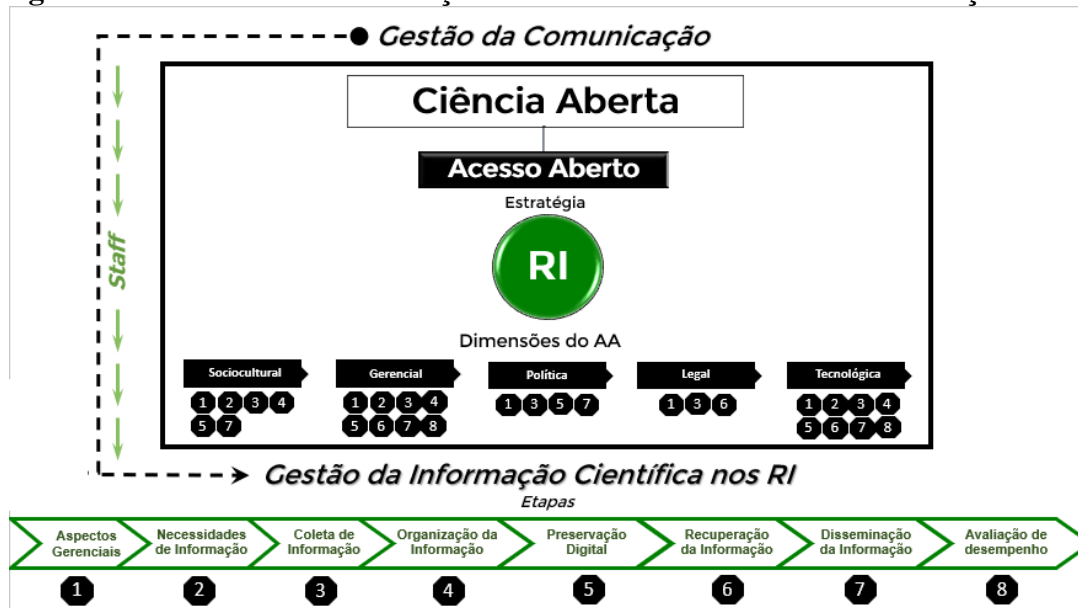 Gestão da Comunicação
Ciência Aberta
Acesso Aberto
Estratégia
RI
Staff
Dimensões do AA
Sociocultural
1 2 3 4
5 7
Gerencial
1 2 3 4
5 6 7 8
Política
1 3 5 7
Legal
1 3 6
Tecnológica
1 2 3 4
5 6 7 8
Gestão da Informação Científica nos RI
Etapas
Aspectos
Gerenciais
1
Necessidades
de Informação
2
Coleta de
Informação
3
Organização da
Informação
4
Preservação
Digital
5
Recuperação
da Informação
6
Disseminação
da Informação
7
Avaliação de
desempenho
8